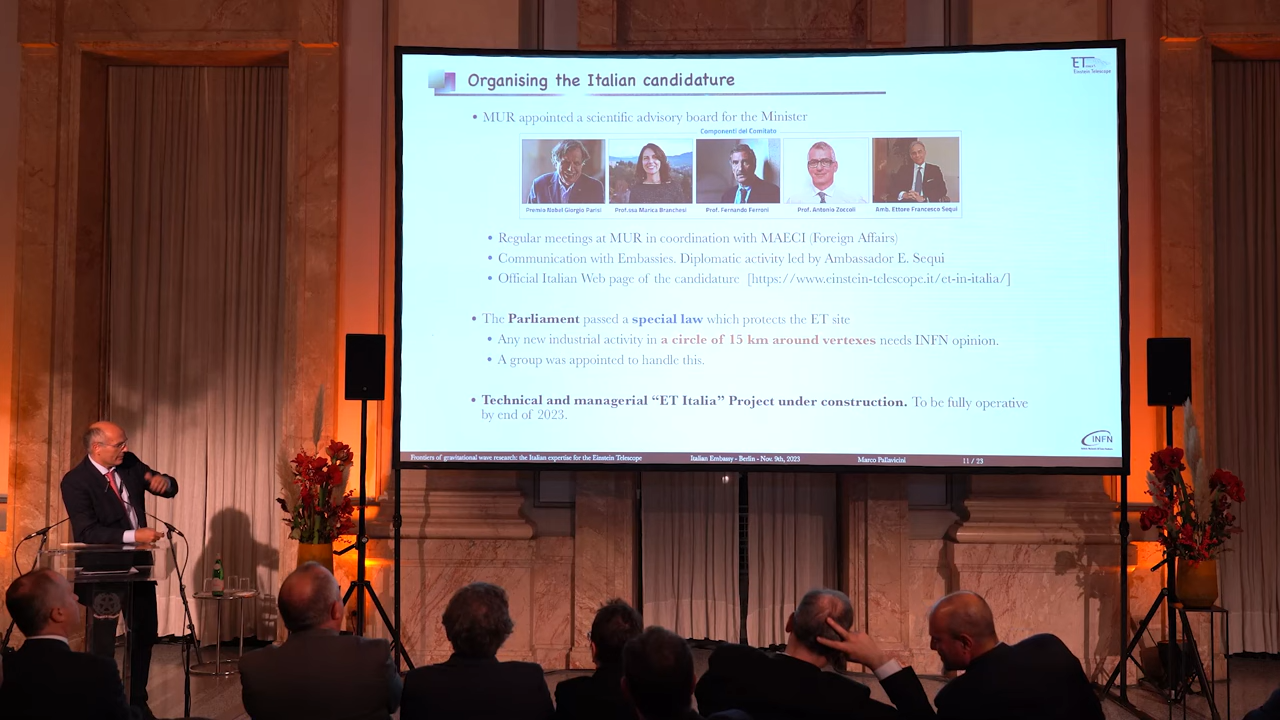 Organising the Italian candidature
ET
Einstein Telescope
• MUR appointed a scientific advisory board for the Minister
Componenti del Comitato
Premio Nobel Giorgio Parisi
Prof.ssa Marica Branchesi
Prof. Fernando Ferroni
Prof. Antonio Zoccoli
Amb. Ettore Francesco Sequi
• Regular meetings at MUR in coordination with MAECI (Foreign Affairs)
• Communication with Embassies. Diplomatic activity led by Ambassador E. Sequi
• Official Italian Web page of the candidature [https://www.einstein-telescope.it/et-in-italia/]
• The Parliament passed a special law which protects the ET site
• Any new industrial activity in a circle of 15 km around vertexes needs INFN opinion.
• A group was appointed to handle this.
• Technical and managerial “ET Italia” Project under construction. To be fully operative
by end of 2023.
INFN
Frontiers of gravitational wave research: the Italian expertise for the Einstein Telescope
Italian Embassy - Berlin - Nov. 9th, 2023
Marco Pallavicini
11 / 23